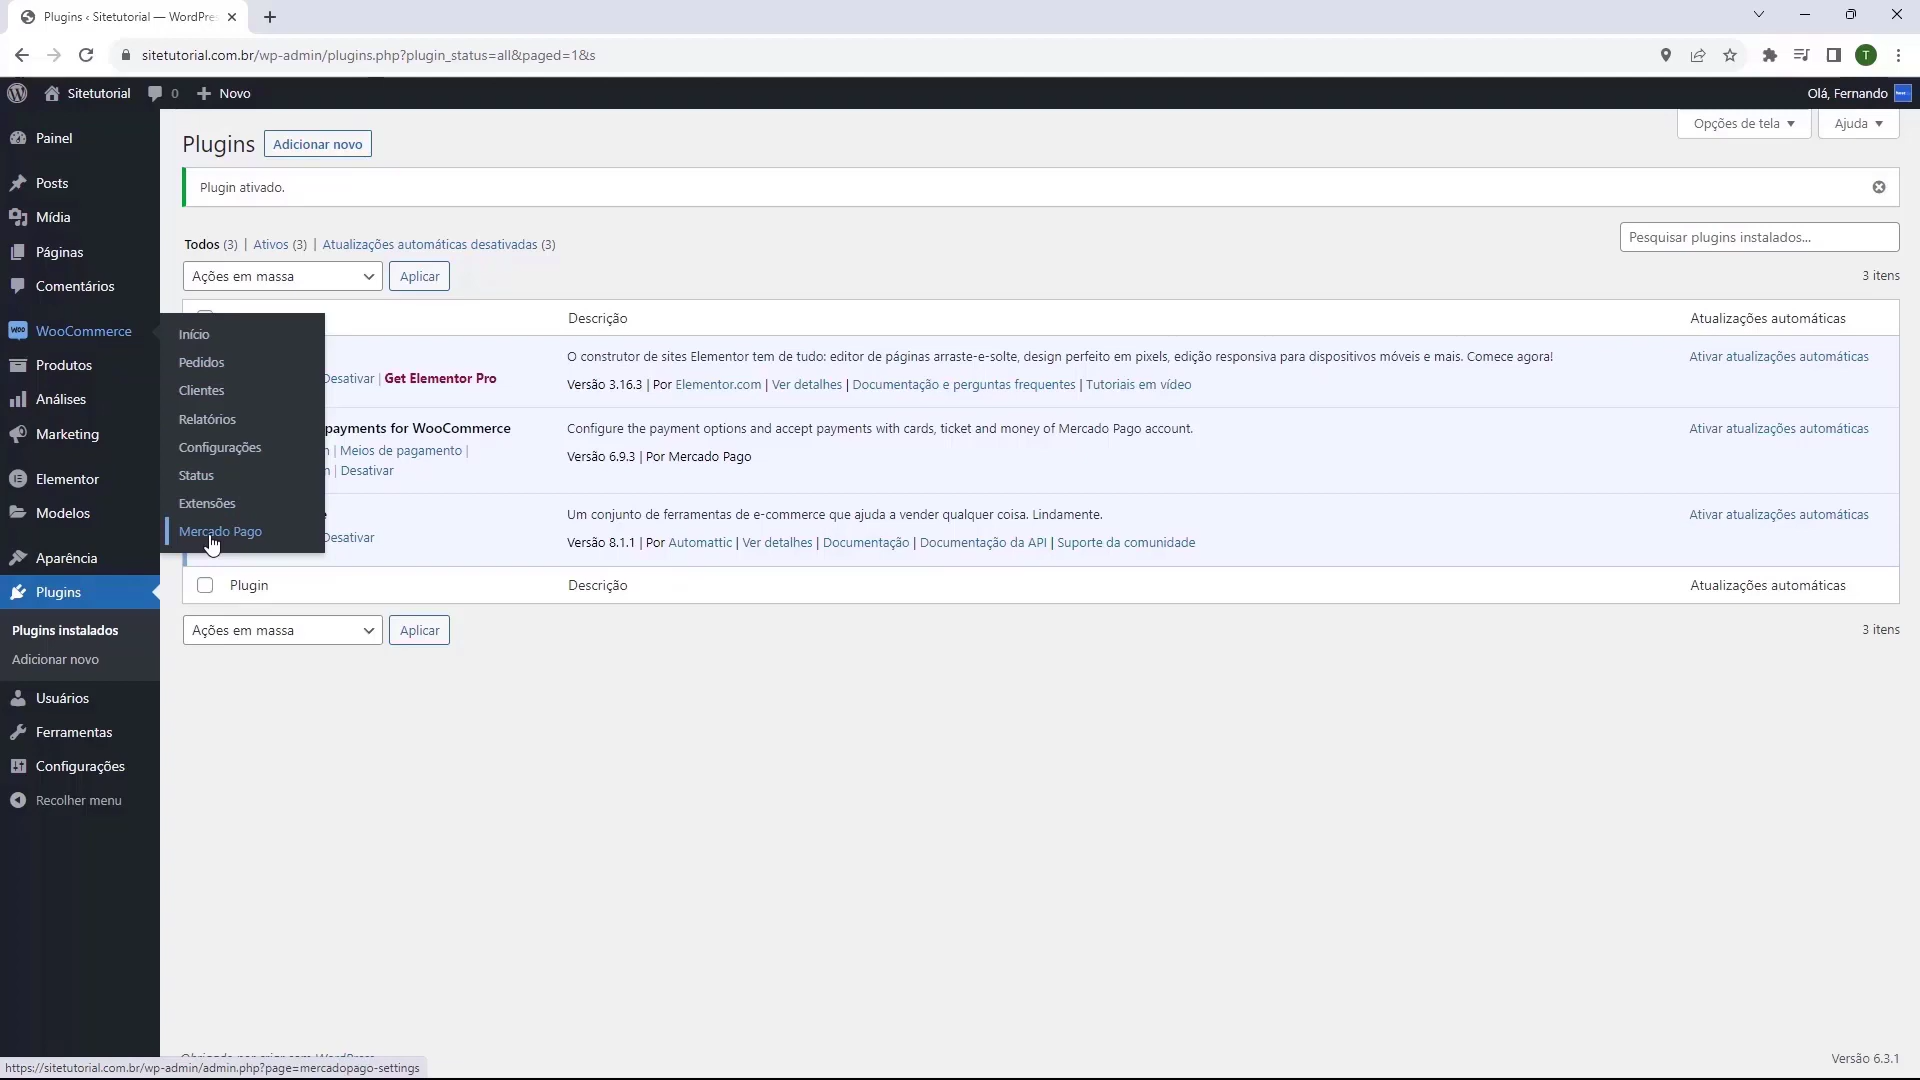 Plugins ‹ Sitetutorial — WordPre
sitetutorial.com.br/wp-admin/plugins.php?plugin_status=all&paged=1&s
T
Sitetutorial
0
Novo
Olá, Fernando
Painel
Posts
Mídia
Páginas
Comentários
WooCommerce
Produtos
Análises
Marketing
Elementor
Modelos
Aparência
Plugins
Plugins instalados
Adicionar novo
Usuários
Ferramentas
Configurações
Recolher menu
Início
Pedidos
Clientes
Relatórios
Configurações
Status
Extensões
Mercado Pago
Plugins
Adicionar novo
Opções de tela
Ajuda
Plugin ativado.
Todos (3) | Ativos (3) | Atualizações automáticas desativadas (3)
Pesquisar plugins instalados...
Ações em massa
Aplicar
3 itens
Descrição
Atualizações automáticas
Desativar | Get Elementor Pro
O construtor de sites Elementor tem de tudo: editor de páginas arraste-e-solte, design perfeito em pixels, edição responsiva para dispositivos móveis e mais. Comece agora!
Versão 3.16.3 | Por Elementor.com | Ver detalhes | Documentação e perguntas frequentes | Tutoriais em vídeo
Ativar atualizações automáticas
payments for WooCommerce
| Meios de pagamento |
| Desativar
Configure the payment options and accept payments with cards, ticket and money of Mercado Pago account.
Versão 6.9.3 | Por Mercado Pago
Ativar atualizações automáticas
Desativar
Um conjunto de ferramentas de e-commerce que ajuda a vender qualquer coisa. Lindamente.
Versão 8.1.1 | Por Automattic | Ver detalhes | Documentação | Documentação da API | Suporte da comunidade
Ativar atualizações automáticas
Plugin
Descrição
Atualizações automáticas
Ações em massa
Aplicar
3 itens
Versão 6.3.1
https://sitetutorial.com.br/wp-admin/admin.php?page=mercadopago-settings